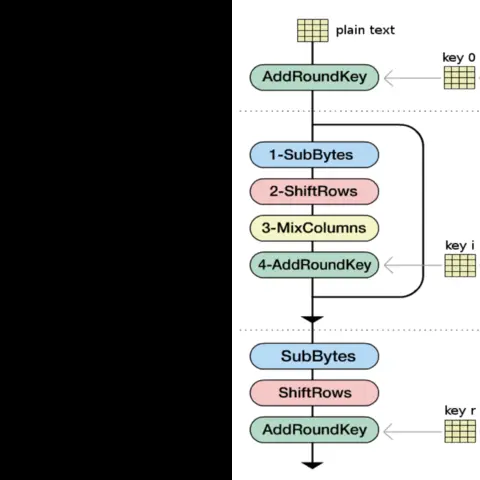 plain text
key 0
AddRoundKey
1-SubBytes
2-ShiftRows
3-MixColumns
key i
4-AddRoundKey
SubBytes
ShiftRows
key r
AddRoundKey